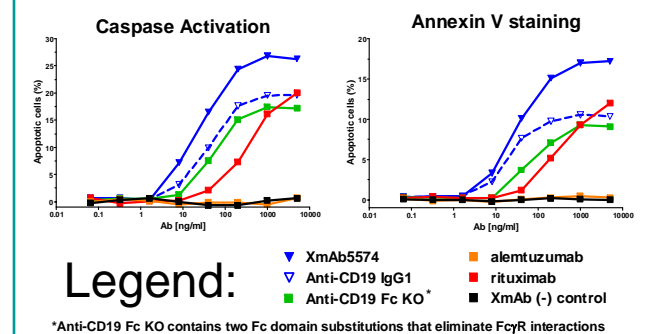 Caspase Activation
Annexin V staining
Apoptotic cells (%)
30
25
20
15
10
5
0
0.01 0.1 1 10 100 1000 10000
Ab [ng/ml]
Apoptotic cells (%)
20
15
10
5
0
0.01 0.1 1 10 100 1000 10000
Ab [ng/ml]
Legend:
XmAb5574
Anti-CD19 IgG1
Anti-CD19 Fc KO*
alemtuzumab
rituximab
XmAb (-) control
*Anti-CD19 Fc KO contains two Fc domain substitutions that eliminate FcγR interactions